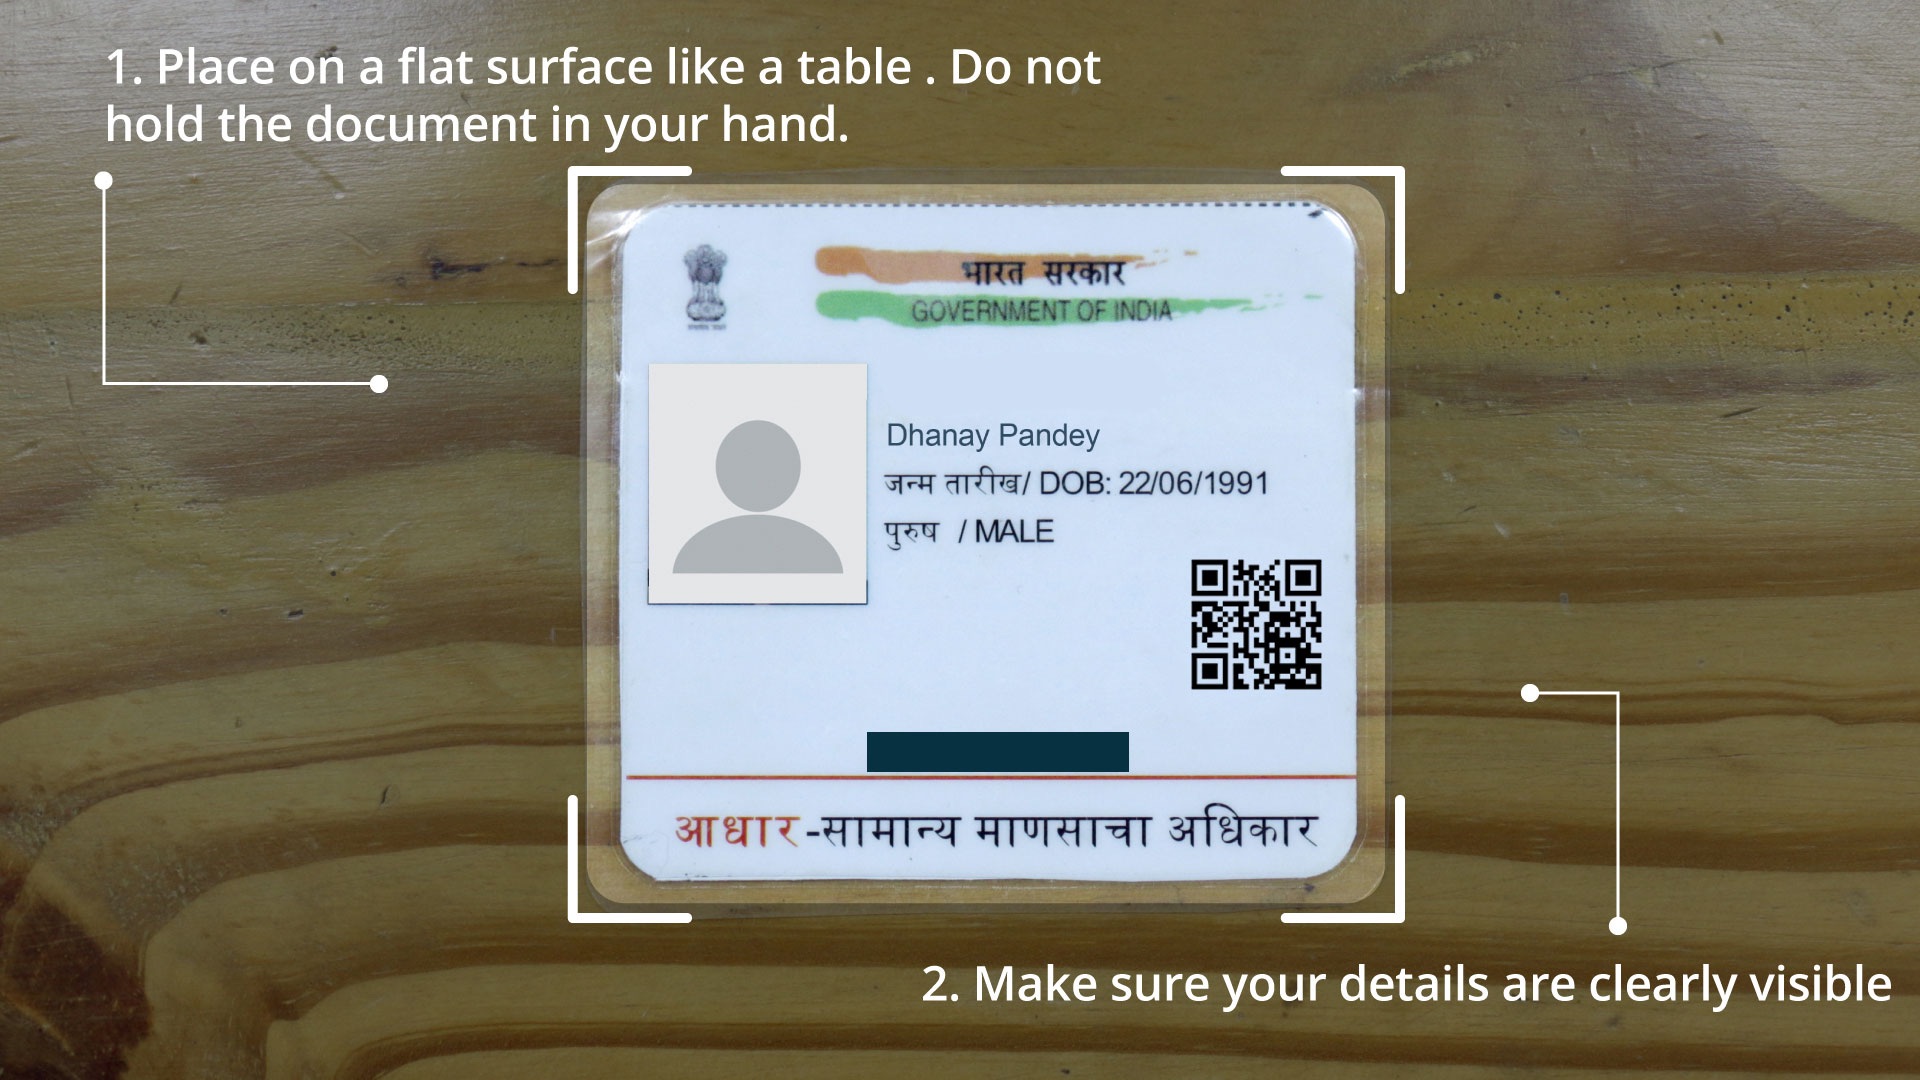 1. Place on a flat surface like a table . Do not
hold the document in your hand.
भारत सरकार
GOVERNMENT OF INDIA
Dhanay Pandey
जन्म तारीख/ DOB: 22/06/1991
पुरुष / MALE
आधार -सामान्य माणसाचा अधिकार
2. Make sure your details are clearly visible